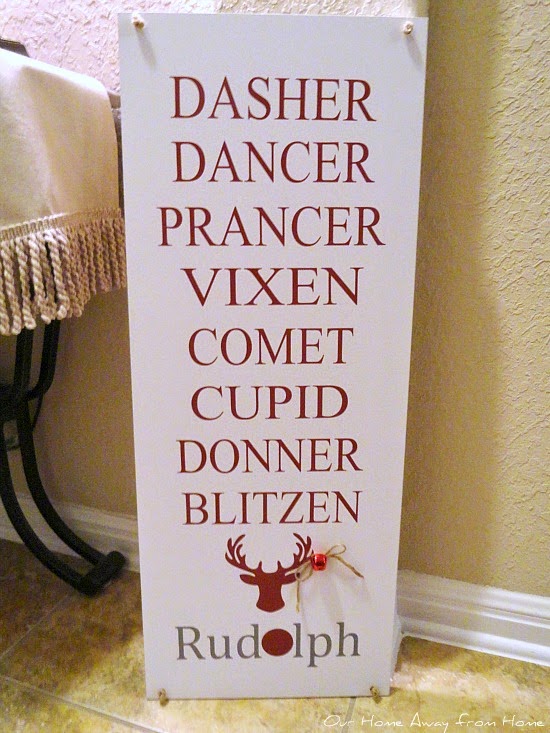 DASHER
DANCER
PRANCER
VIXEN
COMET
CUPID
DONNER
BLITZEN
Rudolph
Our Home Away from Home